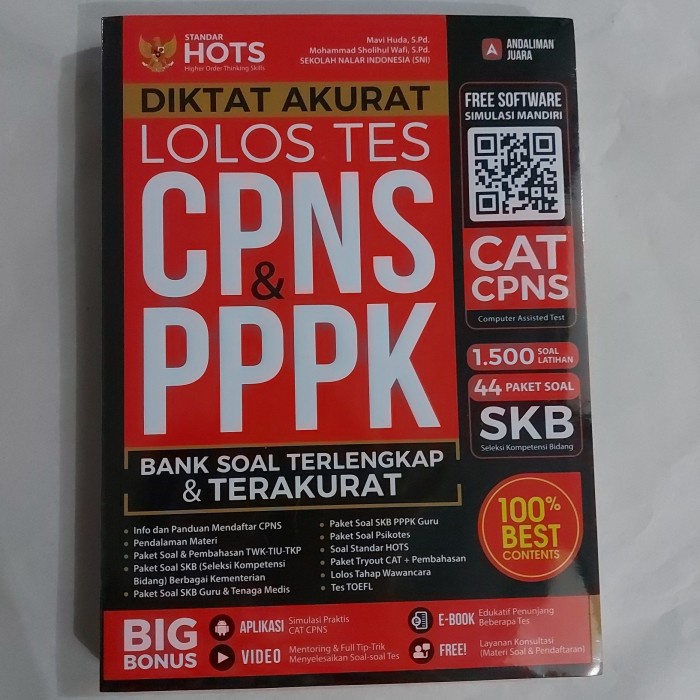 STANDAR
HOTS
Higher Order Thinking Skills
Mavi Huda, S.Pd.
Mohammad Sholihul Wafi, S.Pd.
SEKOLAH NALAR INDONESIA (SNI)
ANDALIMAN
JUARA
DIKTAT AKURAT
LOLOS TES
CPNS
&
PPPK
BANK SOAL TERLENGKAP
& TERAKURAT
• Info dan Panduan Mendaftar CPNS
• Pendalaman Materi
• Paket Soal & Pembahasan TWK-TIU-TKP
• Paket Soal SKB (Seleksi Kompetensi
Bidang) Berbagai Kementerian
• Paket Soal SKB Guru & Tenaga Medis
• Paket Soal SKB PPPK Guru
• Paket Soal Psikotes
• Soal Standar HOTS
• Paket Tryout CAT + Pembahasan
• Lolos Tahap Wawancara
• Tes TOEFL
FREE SOFTWARE
SIMULASI MANDIRI
CAT
CPNS
Computer Assisted Test
1.500 SOAL LATIHAN
44 PAKET SOAL
SKB
Seleksi Kompetensi Bidang
100%
BEST
CONTENTS
BIG
BONUS
APLIKASI Simulasi Praktis
CAT CPNS
VIDEO Mentoring & Full Tip-Trik
Menyelesaikan Soal-soal Tes
E-BOOK Edukatif Penunjang
Beberapa Tes
FREE! Layanan Konsultasi
(Materi Soal & Pendaftaran)